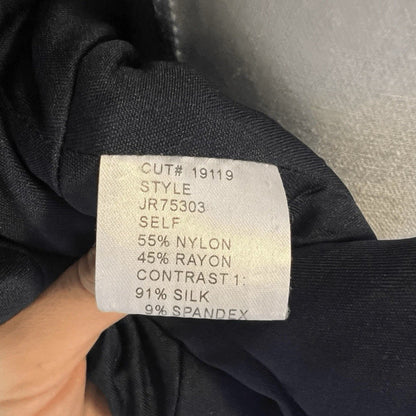 CUT# 19119
STYLE
JR75303
SELF
55% NYLON
45% RAYON
CONTRAST 1:
91% SILK
9% SPANDEX